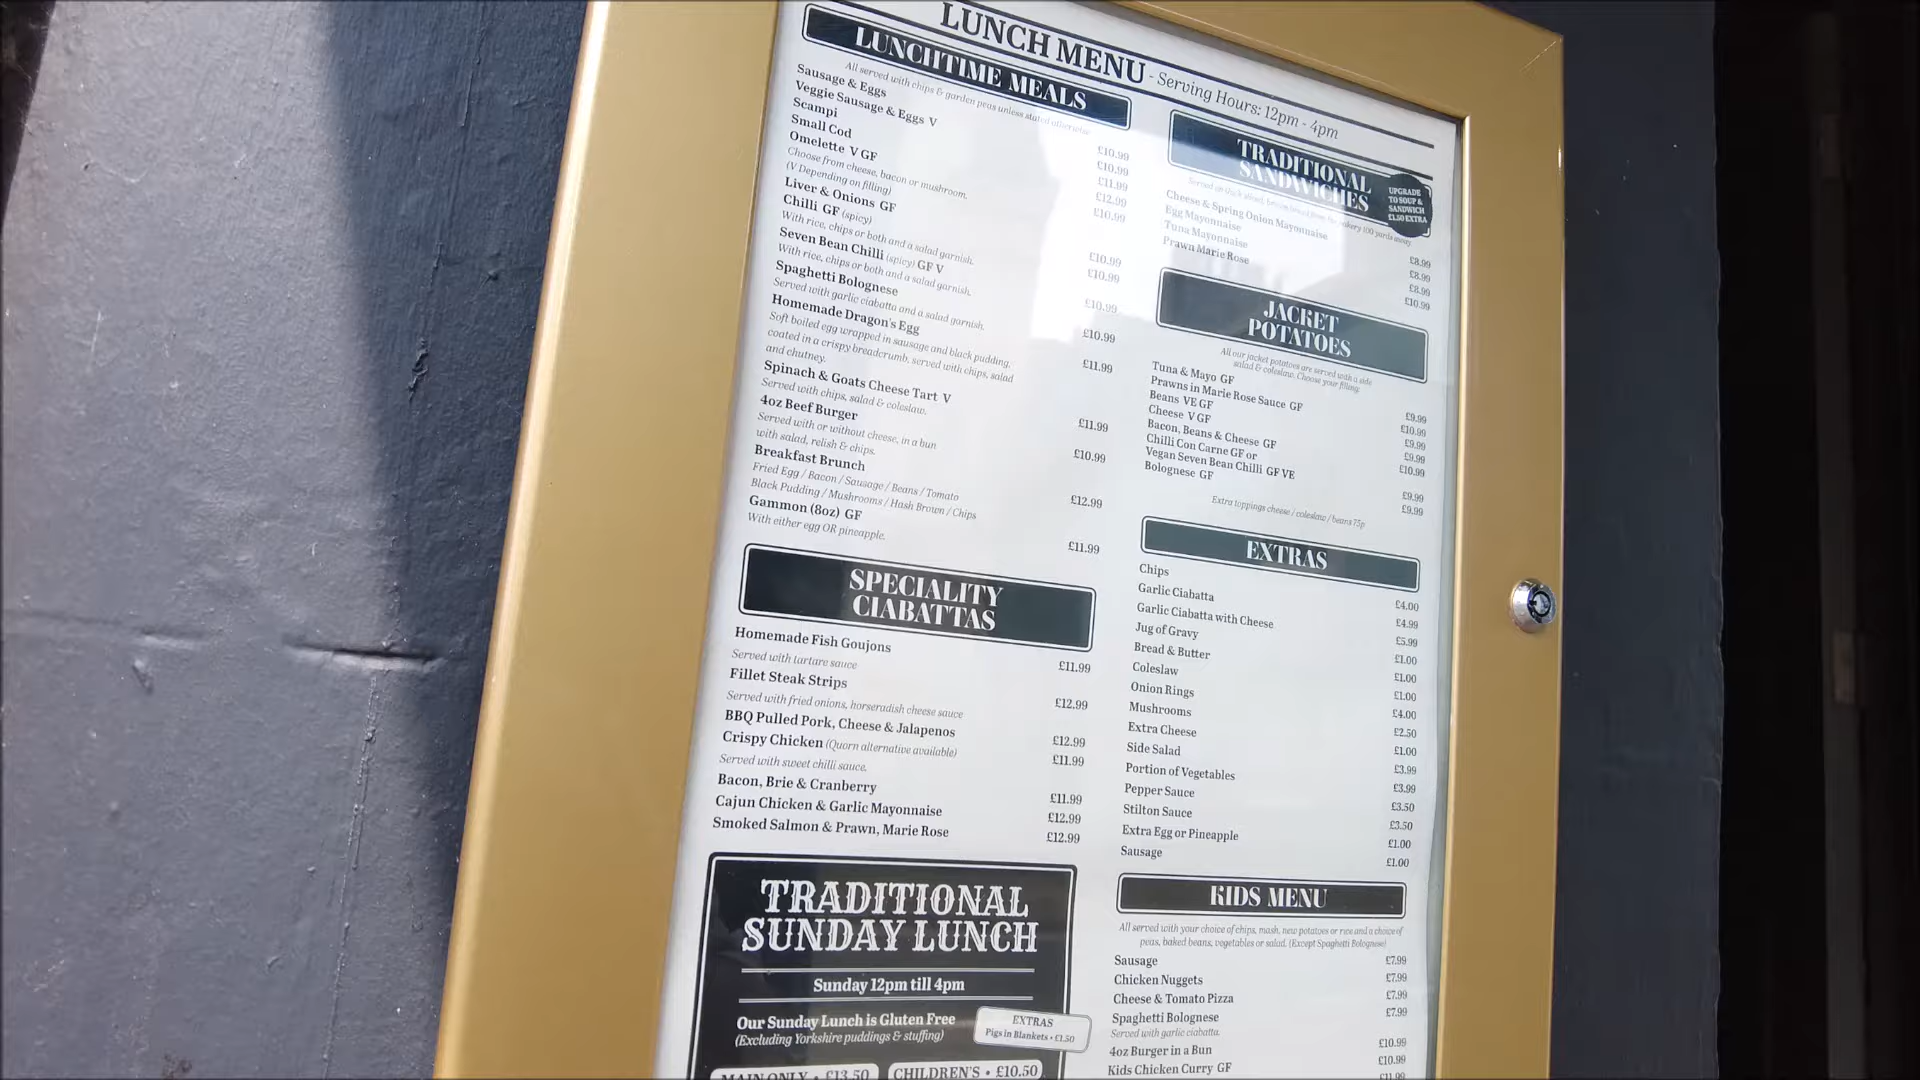 LUNCH MENU - Serving Hours: 12pm - 4pm
LUNCHTIME MEALS
All served with chips & garden peas unless stated otherwise
Sausage & Eggs £10.99
Veggie Sausage & Eggs V £10.99
Scampi £11.99
Small Cod £12.99
Omelette V GF £10.99
Choose from cheese, bacon or mushroom.
(V Depending on filling)
Liver & Onions GF £10.99
Chilli GF (spicy) £10.99
With rice, chips or both and a salad garnish.
Seven Bean Chilli (spicy) GF V £10.99
With rice, chips or both and a salad garnish.
Spaghetti Bolognese £10.99
Served with garlic ciabatta and a salad garnish.
Homemade Dragon's Egg £11.99
Soft boiled egg wrapped in sausage and black pudding,
coated in a crispy breadcrumb, served with chips, salad
and chutney.
Spinach & Goats Cheese Tart V £11.99
Served with chips, salad & coleslaw.
4oz Beef Burger £10.99
Served with or without cheese, in a bun
with salad, relish & chips.
Breakfast Brunch £12.99
Fried Egg / Bacon / Sausage / Beans / Tomato
Black Pudding / Mushrooms / Hash Brown / Chips
Gammon (8oz) GF £11.99
With either egg OR pineapple.
SPECIALITY
CIABATTAS
Homemade Fish Goujons £11.99
Served with tartare sauce
Fillet Steak Strips £12.99
Served with fried onions, horseradish cheese sauce
BBQ Pulled Pork, Cheese & Jalapenos £12.99
Crispy Chicken (Quorn alternative available) £11.99
Served with sweet chilli sauce.
Bacon, Brie & Cranberry £11.99
Cajun Chicken & Garlic Mayonnaise £12.99
Smoked Salmon & Prawn, Marie Rose £12.99
TRADITIONAL
SUNDAY LUNCH
Sunday 12pm till 4pm
Our Sunday Lunch is Gluten Free
(Excluding Yorkshire puddings & stuffing)
EXTRAS
Pigs in Blankets • £1.50
MAIN ONLY • £13.50
CHILDREN'S • £10.50
TRADITIONAL
SANDWICHES
UPGRADE
TO SOUP &
SANDWICH
£1.50 EXTRA
Served on thick sliced 100 yards away.
Cheese & Spring Onion Mayonnaise £8.99
Egg Mayonnaise £8.99
Tuna Mayonnaise £8.99
Prawn Marie Rose £10.99
JACKET
POTATOES
All our jacket potatoes are served with a side
salad & coleslaw. Choose your filling:
Tuna & Mayo GF £9.99
Prawns in Marie Rose Sauce GF £10.99
Beans VE GF £9.99
Cheese V GF £9.99
Bacon, Beans & Cheese GF £10.99
Chilli Con Carne GF or
Vegan Seven Bean Chilli GF VE £9.99
Bolognese GF £9.99
Extra toppings cheese / coleslaw / beans 75p
EXTRAS
Chips £4.00
Garlic Ciabatta £4.99
Garlic Ciabatta with Cheese £5.99
Jug of Gravy £1.00
Bread & Butter £1.00
Coleslaw £1.00
Onion Rings £4.00
Mushrooms £2.50
Extra Cheese £1.00
Side Salad £3.99
Portion of Vegetables £3.99
Pepper Sauce £3.50
Stilton Sauce £3.50
Extra Egg or Pineapple £1.00
Sausage £1.00
KIDS MENU
All served with your choice of chips, mash, new potatoes or rice and a choice of
peas, baked beans, vegetables or salad. (Except Spaghetti Bolognese)
Sausage £7.99
Chicken Nuggets £7.99
Cheese & Tomato Pizza £7.99
Spaghetti Bolognese £7.99
Served with garlic ciabatta.
4oz Burger in a Bun £10.99
Kids Chicken Curry GF £10.99
£11.99